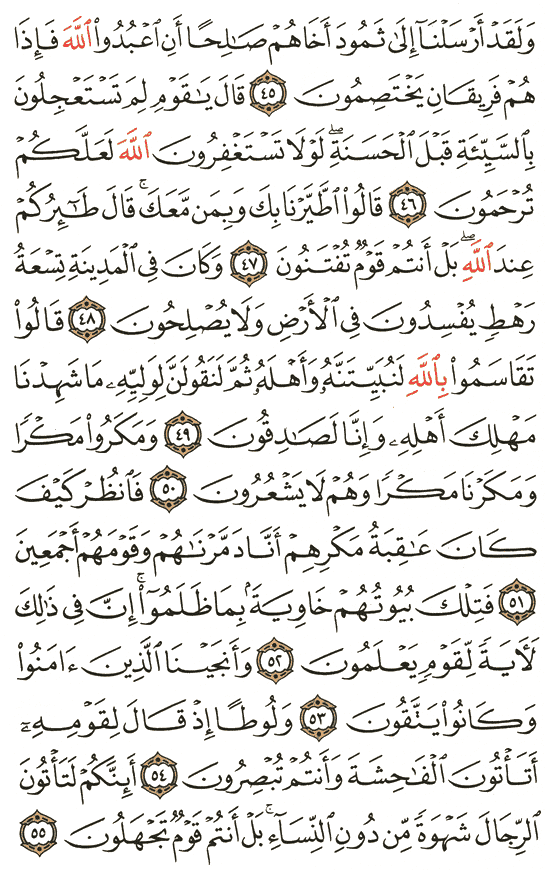 وَلَقَدْ أَرْسَلْنَآ إِلَىٰ ثَمُودَ أَخَاهُمْ صَـٰلِحًا أَنِ ٱعْبُدُوا۟ ٱللَّهَ فَإِذَا
هُمْ فَرِيقَانِ يَخْتَصِمُونَ ٤٥ قَالَ يَـٰقَوْمِ لِمَ تَسْتَعْجِلُونَ
بِٱلسَّيِّئَةِ قَبْلَ ٱلْحَسَنَةِ ۖ لَوْلَا تَسْتَغْفِرُونَ ٱللَّهَ لَعَلَّكُمْ
تُرْحَمُونَ ٤٦ قَالُوا۟ ٱطَّيَّرْنَا بِكَ وَبِمَن مَّعَكَ ۚ قَالَ طَـٰٓئِرُكُمْ
عِندَ ٱللَّهِ ۖ بَلْ أَنتُمْ قَوْمٌ تُفْتَنُونَ ٤٧ وَكَانَ فِى ٱلْمَدِينَةِ تِسْعَةُ
رَهْطٍ يُفْسِدُونَ فِى ٱلْأَرْضِ وَلَا يُصْلِحُونَ ٤٨ قَالُوا۟
تَقَاسَمُوا۟ بِٱللَّهِ لَنُبَيِّتَنَّهُۥ وَأَهْلَهُۥ ثُمَّ لَنَقُولَنَّ لِوَلِيِّهِۦ مَا شَهِدْنَا
مَهْلِكَ أَهْلِهِۦ وَإِنَّا لَصَـٰدِقُونَ ٤٩ وَمَكَرُوا۟ مَكْرًا
وَمَكَرْنَا مَكْرًا وَهُمْ لَا يَشْعُرُونَ ٥٠ فَٱنظُرْ كَيْفَ
كَانَ عَـٰقِبَةُ مَكْرِهِمْ أَنَّا دَمَّرْنَـٰهُمْ وَقَوْمَهُمْ أَجْمَعِينَ
٥١ فَتِلْكَ بُيُوتُهُمْ خَاوِيَةًۢ بِمَا ظَلَمُوٓا۟ ۗ إِنَّ فِى ذَٰلِكَ
لَـَٔايَةً لِّقَوْمٍ يَعْلَمُونَ ٥٢ وَأَنجَيْنَا ٱلَّذِينَ ءَامَنُوا۟
وَكَانُوا۟ يَتَّقُونَ ٥٣ وَلُوطًا إِذْ قَالَ لِقَوْمِهِۦٓ
أَتَأْتُونَ ٱلْفَـٰحِشَةَ وَأَنتُمْ تُبْصِرُونَ ٥٤ أَئِنَّكُمْ لَتَأْتُونَ
ٱلرِّجَالَ شَهْوَةً مِّن دُونِ ٱلنِّسَآءِ ۚ بَلْ أَنتُمْ قَوْمٌ تَجْهَلُونَ ٥٥